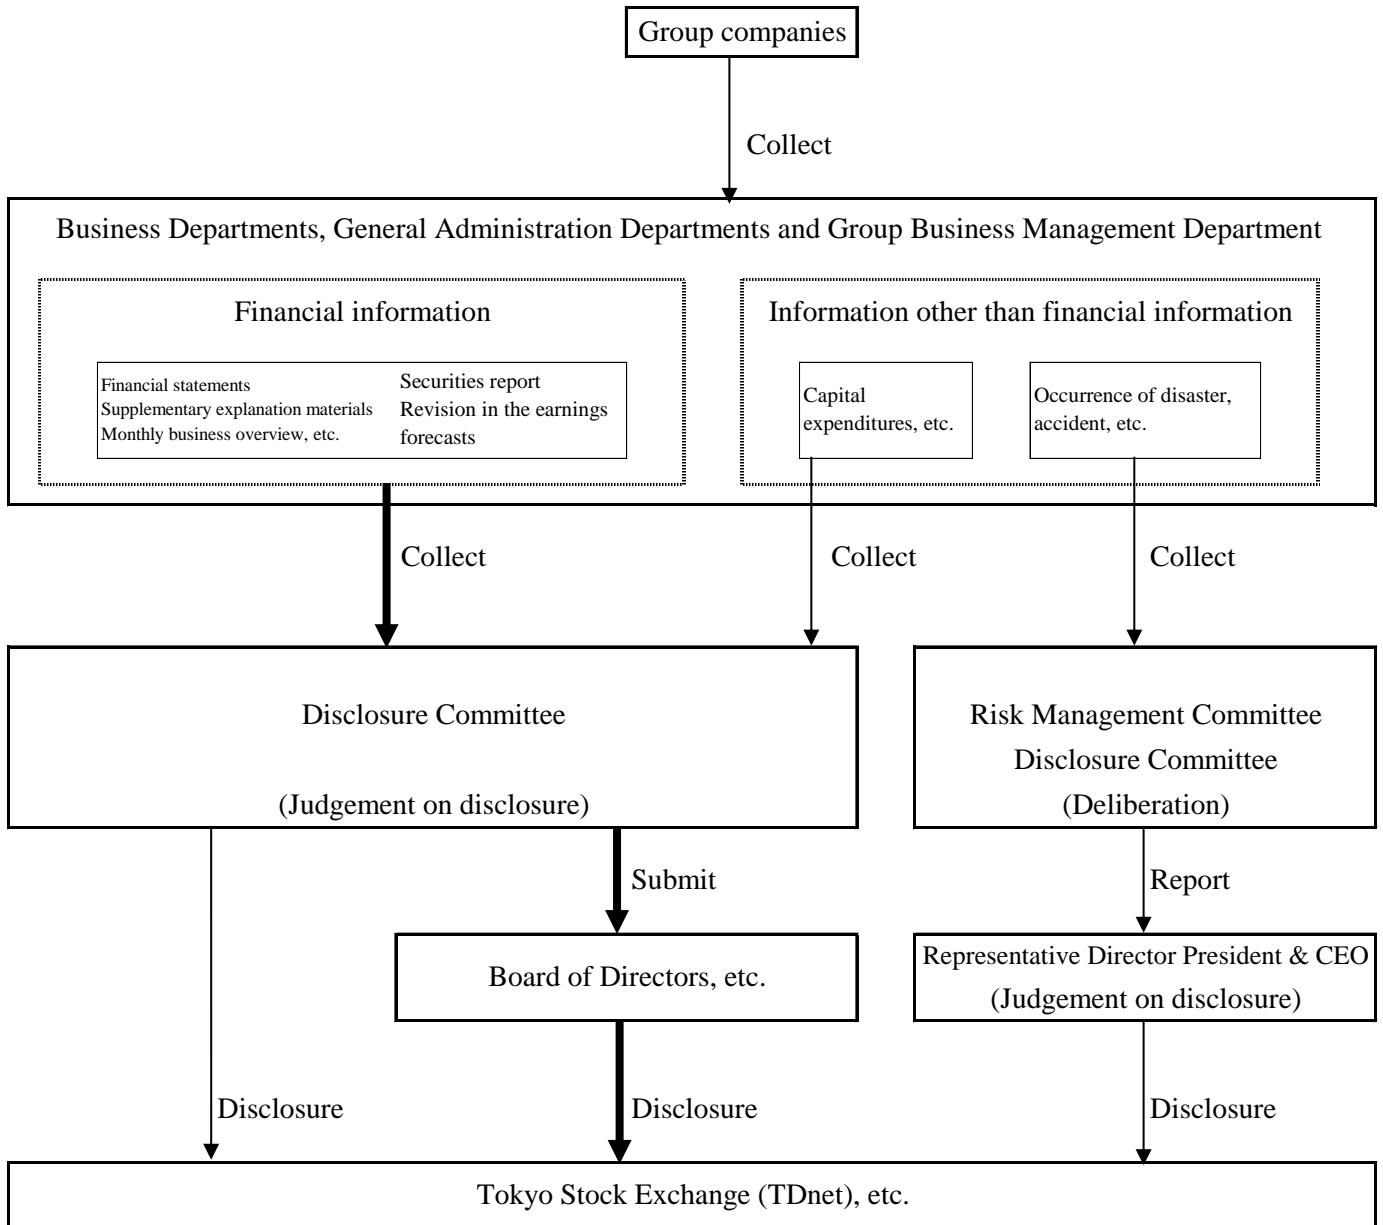 Group companies
Collect
Business Departments, General Administration Departments and Group Business Management Department
Financial information
Financial statements
Supplementary explanation materials
Monthly business overview, etc.
Securities report
Revision in the earnings
forecasts
Information other than financial information
Capital
expenditures, etc.
Occurrence of disaster,
accident, etc.
Collect
Collect
Collect
Disclosure Committee
(Judgement on disclosure)
Risk Management Committee
Disclosure Committee
(Deliberation)
Submit
Report
Board of Directors, etc.
Representative Director President & CEO
(Judgement on disclosure)
Disclosure
Disclosure
Disclosure
Tokyo Stock Exchange (TDnet), etc.